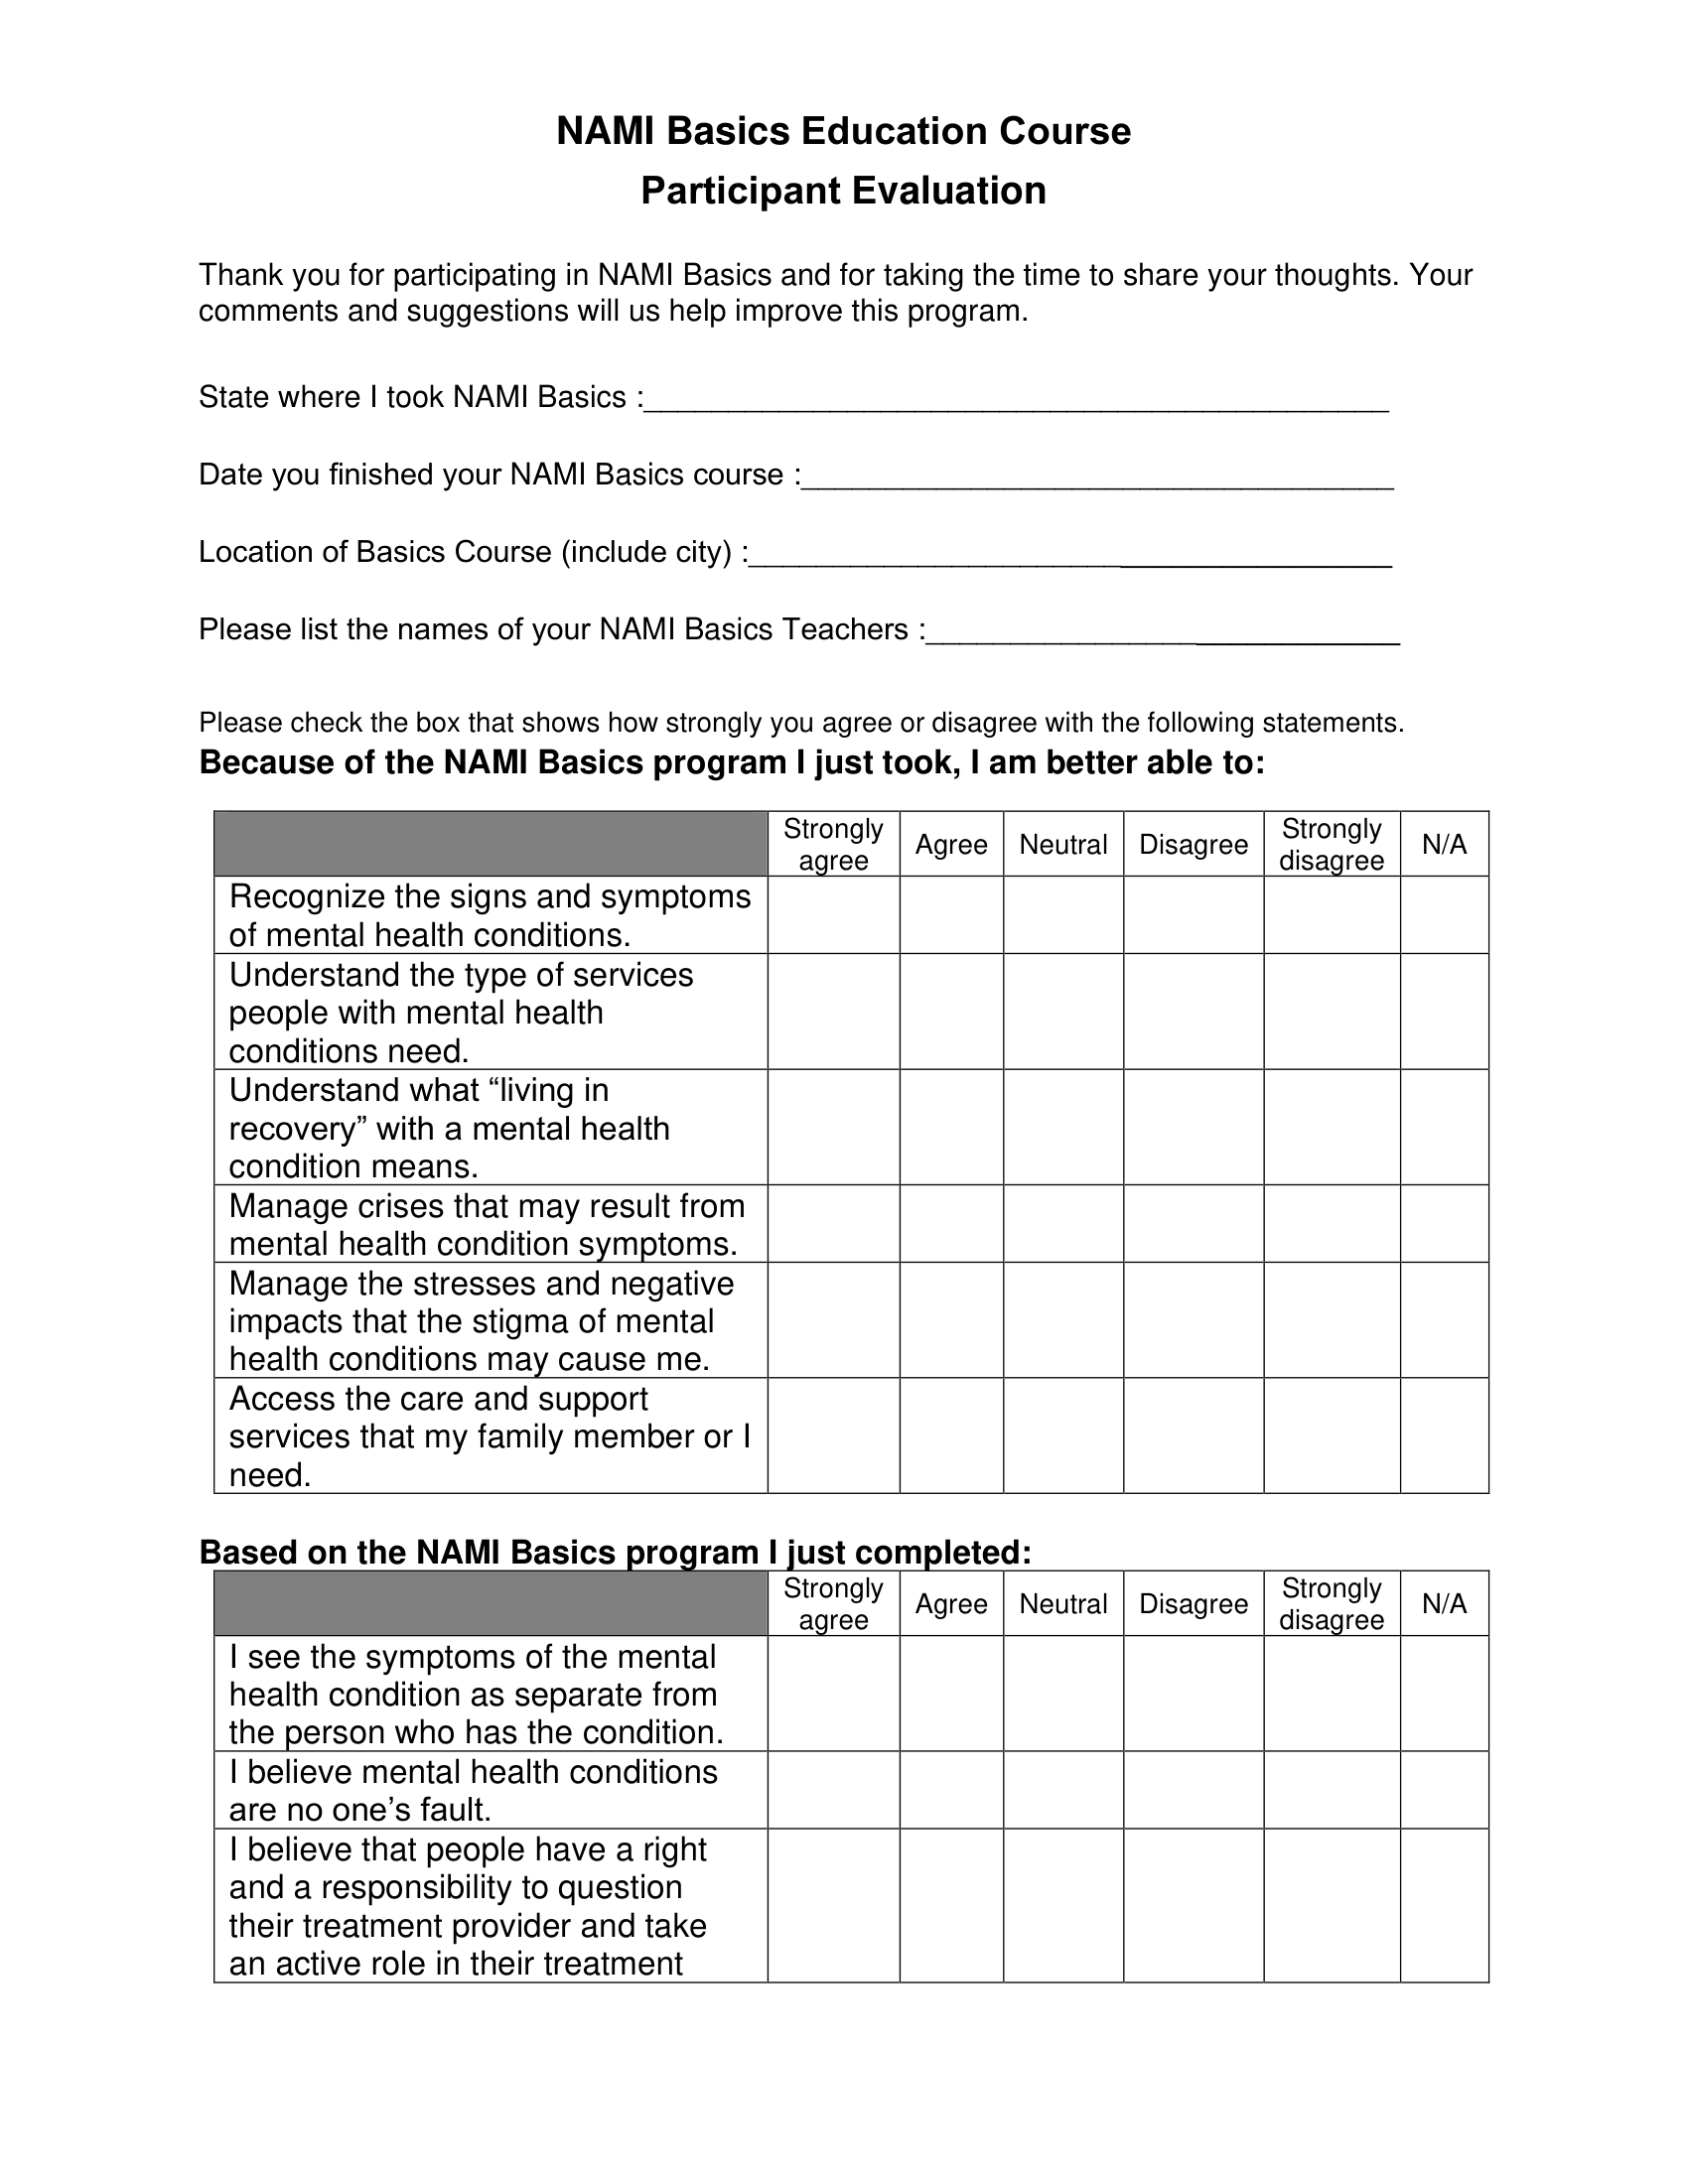 NAMI Basics Education Course
Participant Evaluation
Thank you for participating in NAMI Basics and for taking the time to share your thoughts. Your
comments and suggestions will us help improve this program.
State where I took NAMI Basics :____________________________________________
Date you finished your NAMI Basics course :___________________________________
Location of Basics Course (include city) :______________________________________
Please list the names of your NAMI Basics Teachers :____________________________
Please check the box that shows how strongly you agree or disagree with the following statements.
Because of the NAMI Basics program I just took, I am better able to:
Strongly
agree
Agree
Neutral
Disagree
Strongly
disagree
N/A
Recognize the signs and symptoms
of mental health conditions.
Understand the type of services
people with mental health
conditions need.
Understand what “living in
recovery” with a mental health
condition means.
Manage crises that may result from
mental health condition symptoms.
Manage the stresses and negative
impacts that the stigma of mental
health conditions may cause me.
Access the care and support
services that my family member or I
need.
Based on the NAMI Basics program I just completed:
Strongly
agree
Agree
Neutral
Disagree
Strongly
disagree
N/A
I see the symptoms of the mental
health condition as separate from
the person who has the condition.
I believe mental health conditions
are no one’s fault.
I believe that people have a right
and a responsibility to question
their treatment provider and take
an active role in their treatment